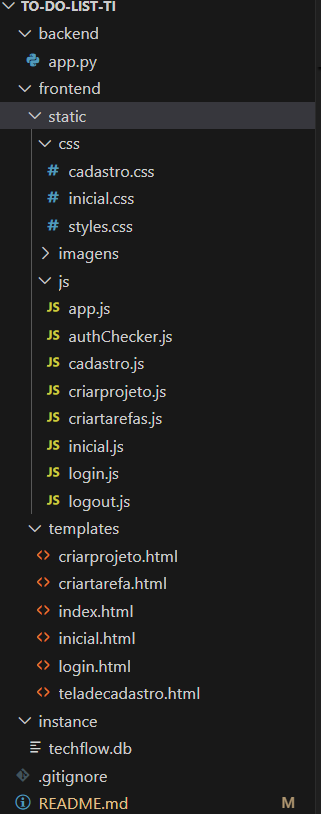 TO-DO-LIST-TI
backend
app.py
frontend
static
css
# cadastro.css
# inicial.css
# styles.css
imagens
js
JS app.js
JS authChecker.js
JS cadastro.js
JS criarprojeto.js
JS criartarefas.js
JS inicial.js
JS login.js
JS logout.js
templates
<> criarprojeto.html
<> criartarefa.html
<> index.html
<> inicial.html
<> login.html
<> teladecadastro.html
instance
techflow.db
.gitignore
README.md M